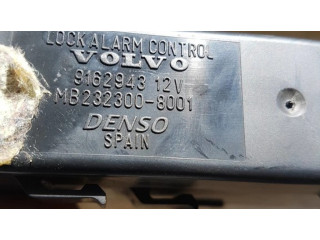 LOCK ALARM CONTROL
VOLVO
9162943 12V
MB232300-8001
DENSO
SPAIN